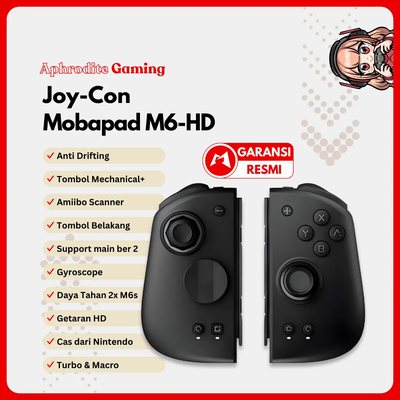 Aphrodite Gaming
Joy-Con
Mobapad M6-HD
GARANSI
RESMI
Anti Drifting
Tombol Mechanical+
Amiibo Scanner
Tombol Belakang
Support main ber 2
Gyroscope
Daya Tahan 2x M6s
Getaran HD
Cas dari Nintendo
Turbo & Macro
X
Y
A
B